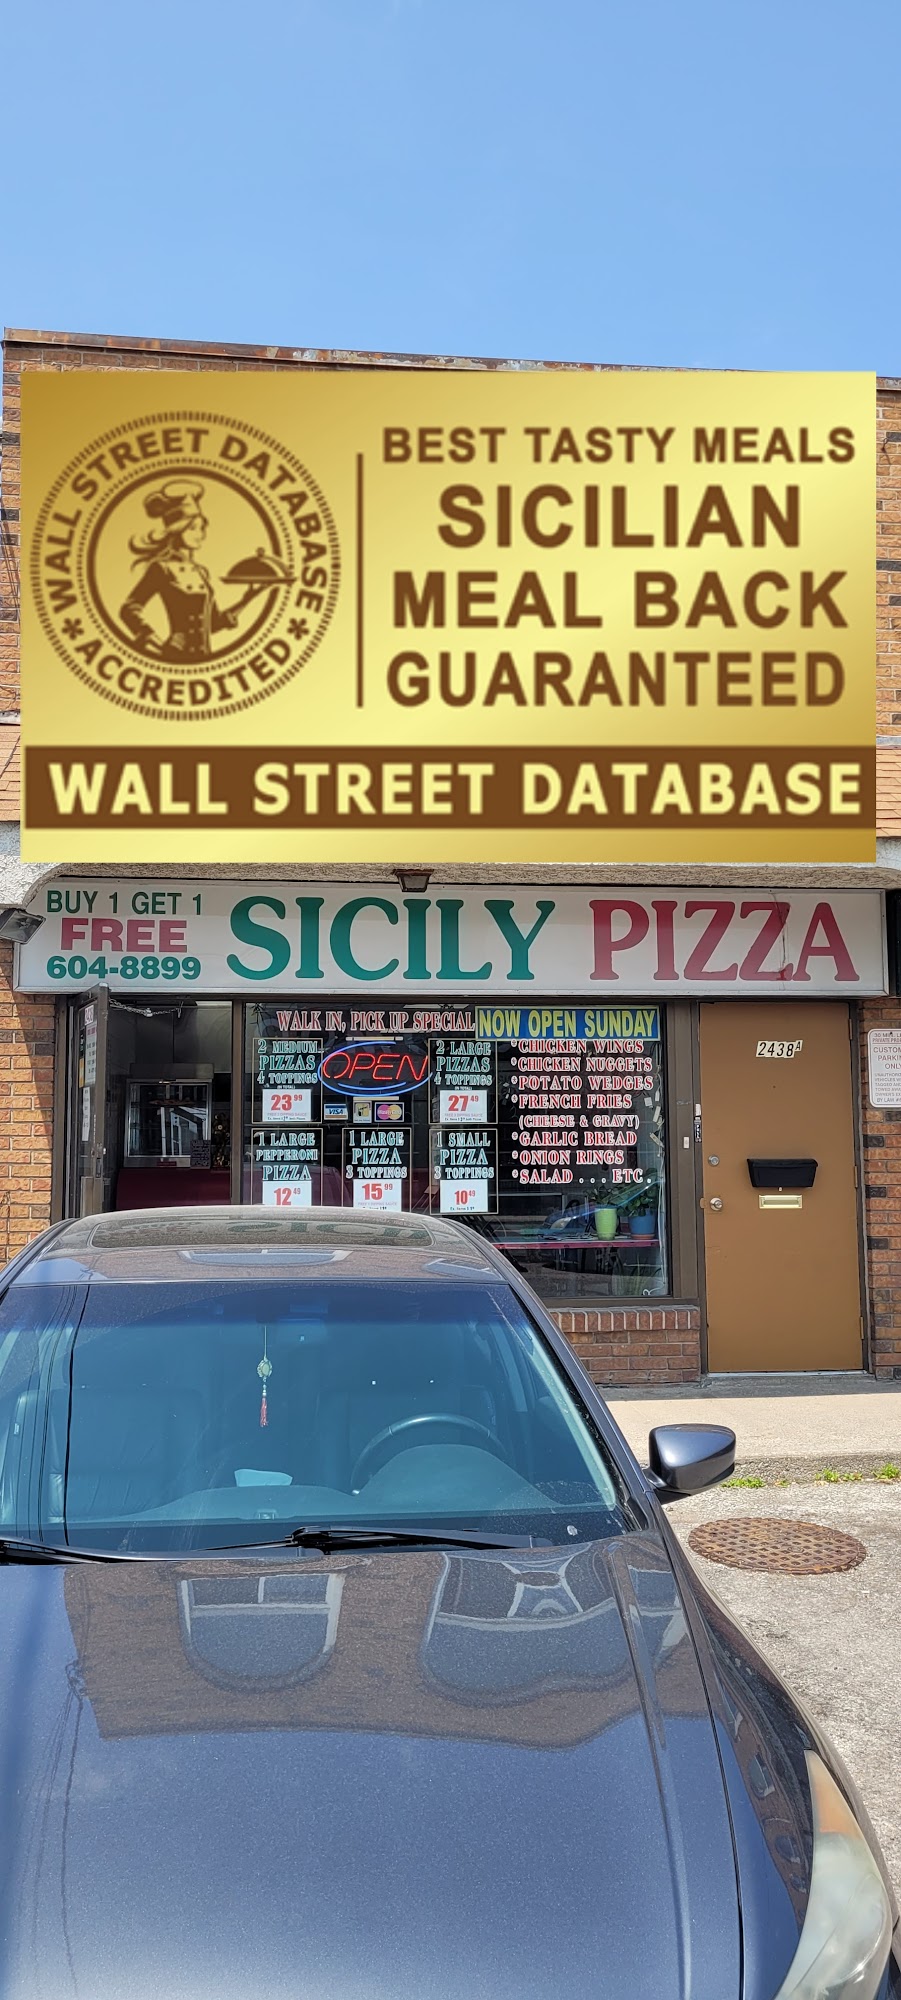 WALL STREET DATABASE
* ACCREDITED *
BEST TASTY MEALS
SICILIAN
MEAL BACK
GUARANTEED
WALL STREET DATABASE
BUY 1 GET 1
FREE
604-8899
SICILY PIZZA
WALK IN, PICK UP SPECIAL
NOW OPEN SUNDAY
2 MEDIUM
PIZZAS
4 TOPPINGS
23 99
OPEN
VISA
2 LARGE
PIZZAS
4 TOPPINGS
27 49
1 LARGE
PEPPERONI
PIZZA
12 49
1 LARGE
PIZZA
3 TOPPINGS
15 99
1 SMALL
PIZZA
3 TOPPINGS
10 49
*CHICKEN WINGS
*CHICKEN NUGGETS
*POTATO WEDGES
*FRENCH FRIES
(CHEESE & GRAVY)
*GARLIC BREAD
*ONION RINGS
*SALAD . . . ETC.
2438A
PARKING
ONLY